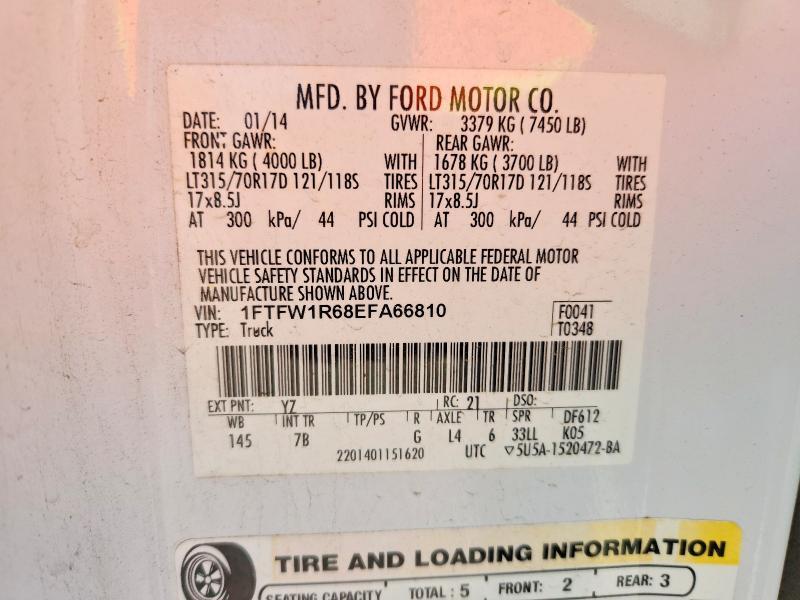 MFD. BY FORD MOTOR CO.
DATE: 01/14 GVWR: 3379 KG ( 7450 LB)
FRONT GAWR: REAR GAWR:
1814 KG ( 4000 LB) WITH 1678 KG ( 3700 LB) WITH
LT315/70R17D 121/118S TIRES LT315/70R17D 121/118S TIRES
17x8.5J RIMS 17x8.5J RIMS
AT 300 kPa/ 44 PSI COLD AT 300 kPa/ 44 PSI COLD
THIS VEHICLE CONFORMS TO ALL APPLICABLE FEDERAL MOTOR
VEHICLE SAFETY STANDARDS IN EFFECT ON THE DATE OF
MANUFACTURE SHOWN ABOVE.
VIN: 1FTFW1R68EFA66810 F0041
TYPE: Truck T0348
EXT PNT: YZ RC: 21 DSO:
WB INT TR TP/PS R AXLE TR SPR DF612
145 7B G L4 6 33LL K05
2201401151620 UTC ▽5U5A-1520472-BA
TIRE AND LOADING INFORMATION
SEATING CAPACITY TOTAL : 5 FRONT: 2 REAR: 3